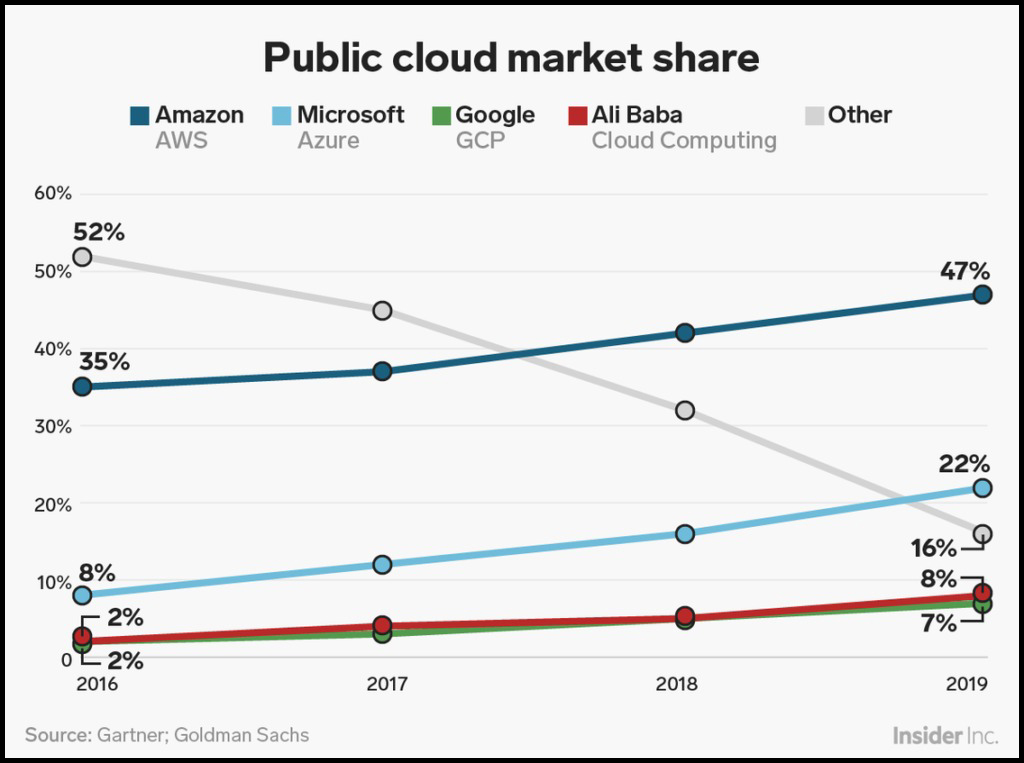 Public cloud market share
Amazon Microsoft Google Ali Baba Other
AWS Azure GCP Cloud Computing
60%
52%
50%
47%
40%
35%
30%
22%
20%
16%
10%
8%
8%
2%
7%
0
2%
2016 2017 2018 2019
Source: Gartner; Goldman Sachs
Insider Inc.